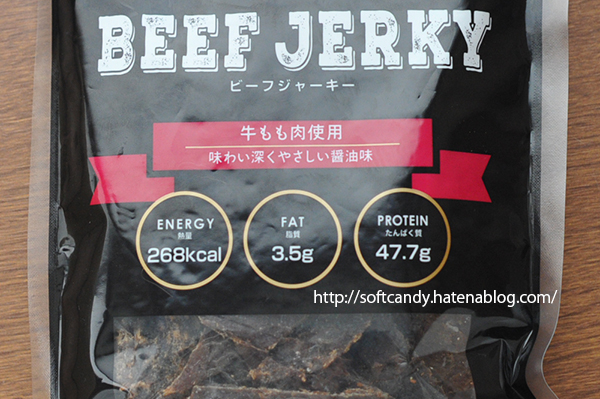 BEEF JERKY
ビーフジャーキー
牛もも肉使用
味わい深くやさしい醤油味
ENERGY
熱量
268kcal
FAT
脂質
3.5g
PROTEIN
たんぱく質
47.7g
http://softcandy.hatenablog.com/